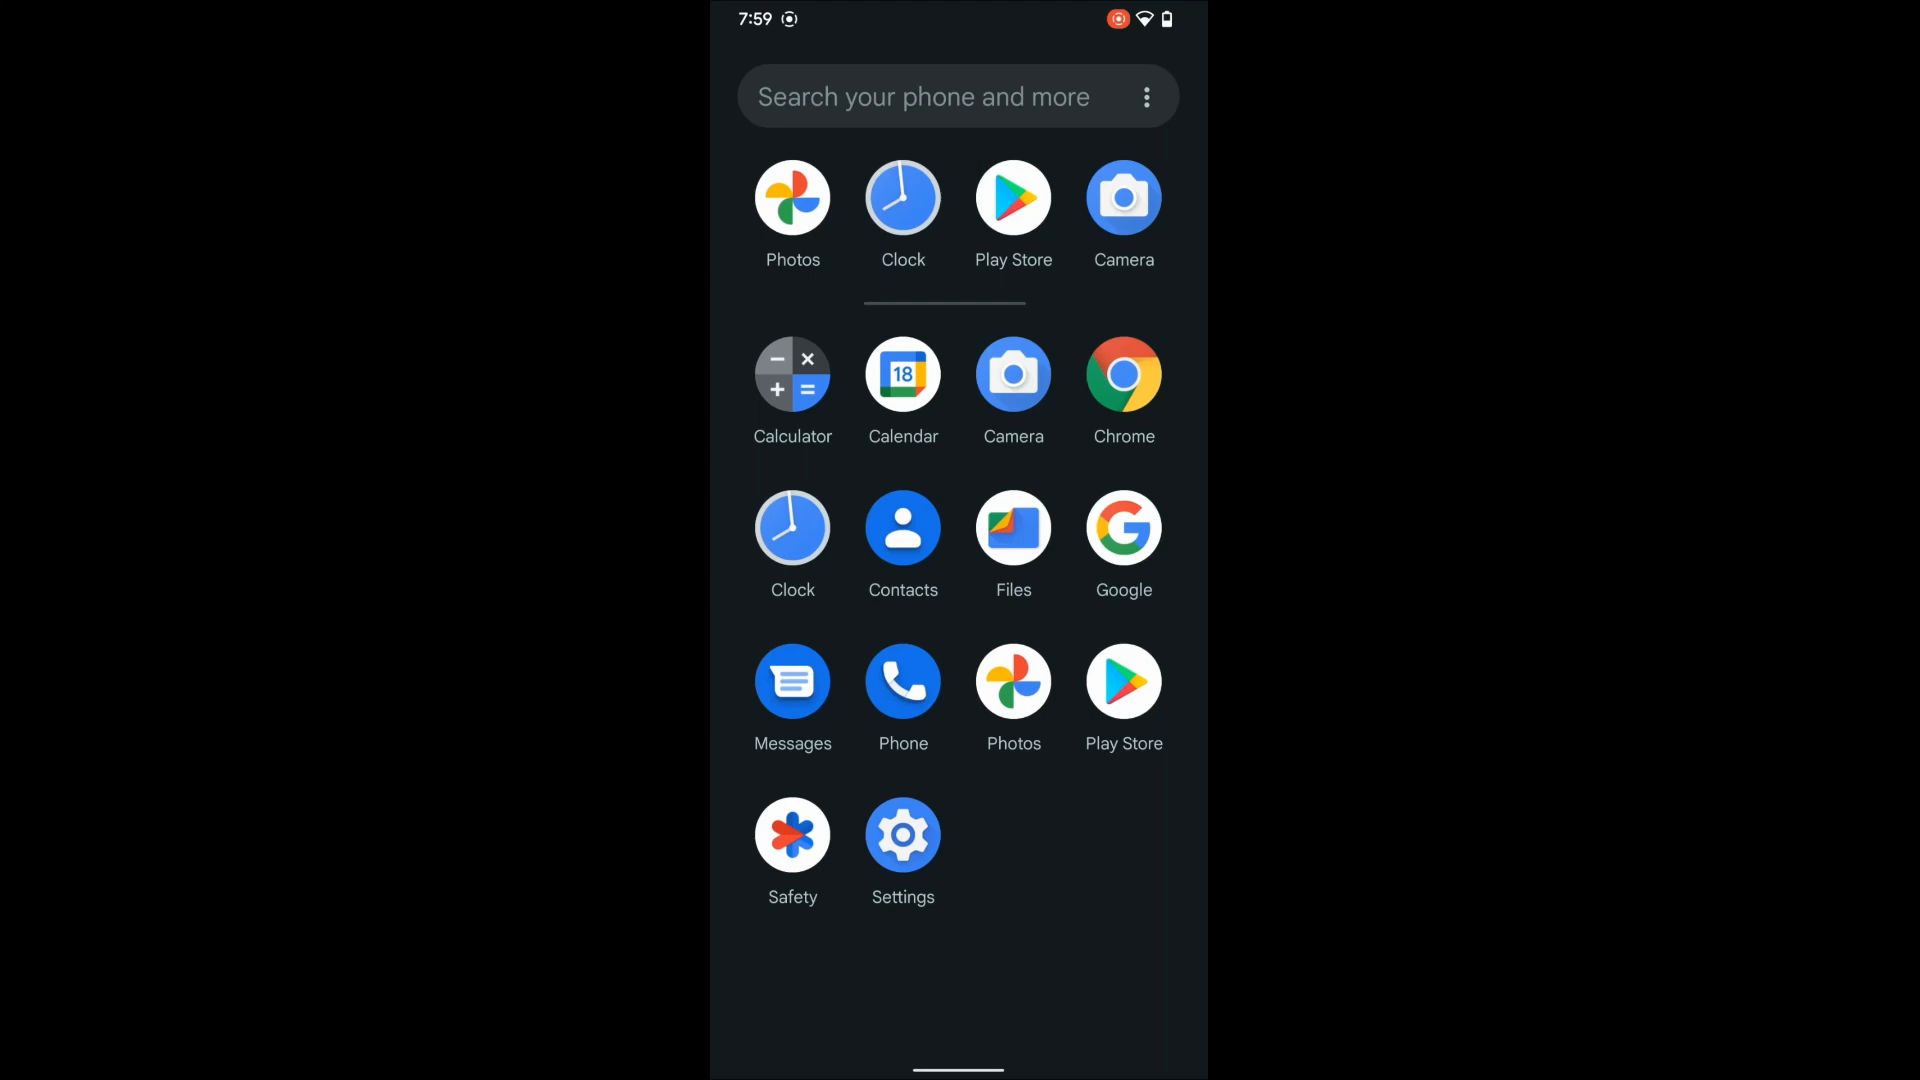 7:59
Search your phone and more
Photos Clock Play Store Camera
Calculator 18 Calendar Camera Chrome
Clock Contacts Files Google
Messages Phone Photos Play Store
Safety Settings